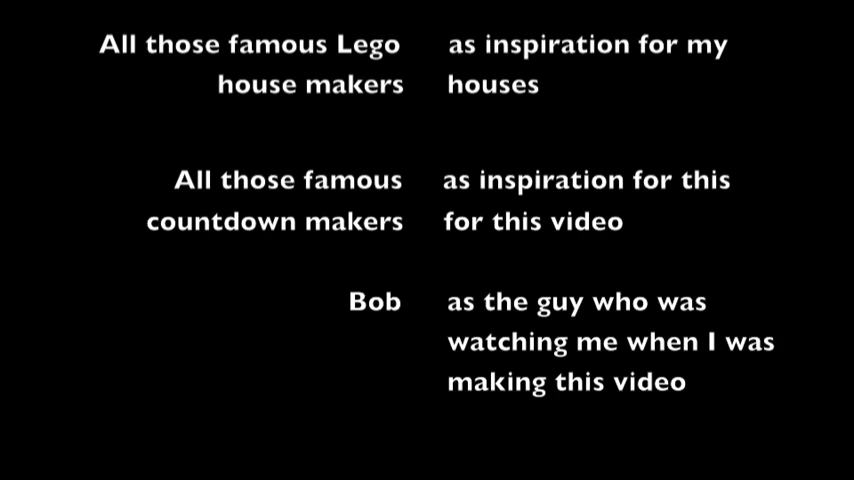 All those famous Lego as inspiration for my
house makers houses
All those famous as inspiration for this
countdown makers for this video
Bob as the guy who was
watching me when I was
making this video